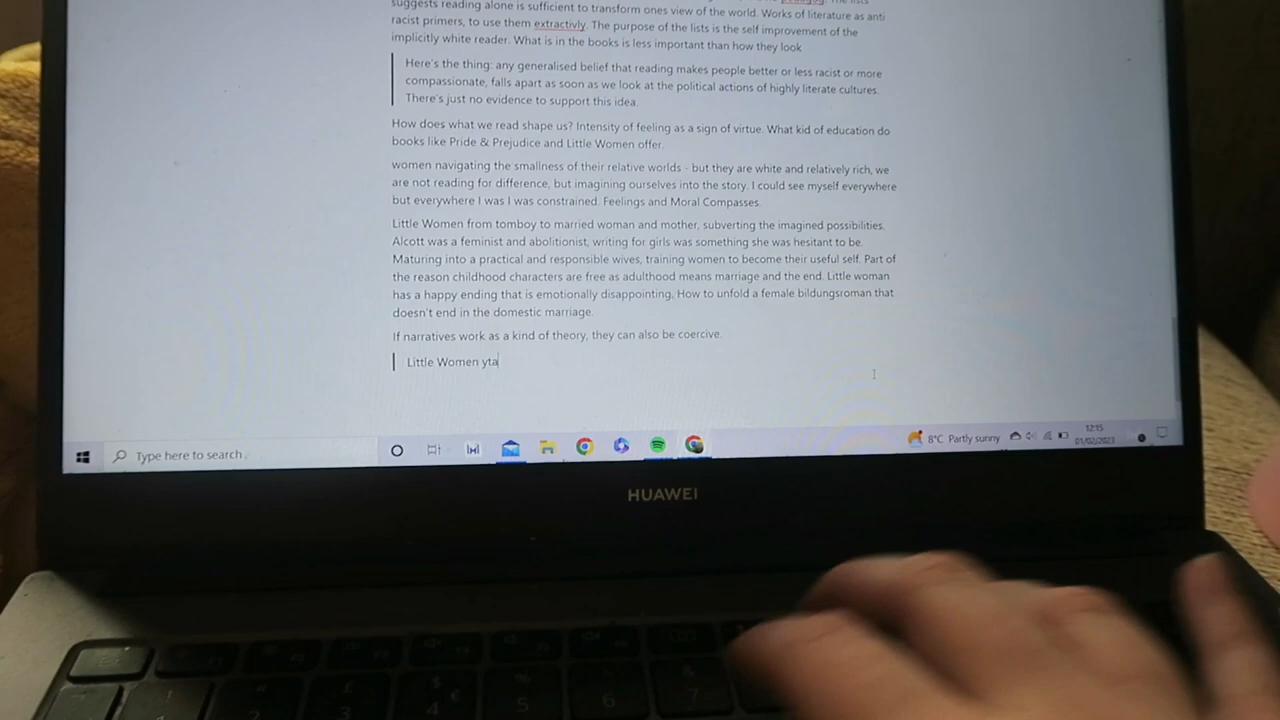 suggests reading alone is sufficient to transform ones view of the world. Works of literature as anti
racist primers, to use them extractivly. The purpose of the lists is the self improvement of the
implicitly white reader. What is in the books is less important than how they look
Here's the thing: any generalised belief that reading makes people better or less racist or more
compassionate, falls apart as soon as we look at the political actions of highly literate cultures.
There's just no evidence to support this idea.
How does what we read shape us? Intensity of feeling as a sign of virtue. What kid of education do
books like Pride & Prejudice and Little Women offer.
women navigating the smallness of their relative worlds - but they are white and relatively rich, we
are not reading for difference, but imagining ourselves into the story. I could see myself everywhere
but everywhere I was I was constrained. Feelings and Moral Compasses.
Little Women from tomboy to married woman and mother, subverting the imagined possibilities.
Alcott was a feminist and abolitionist, writing for girls was something she was hesitant to be.
Maturing into a practical and responsible wives, training women to become their useful self. Part of
the reason childhood characters are free as adulthood means marriage and the end. Little woman
has a happy ending that is emotionally disappointing. How to unfold a female bildungsroman that
doesn't end in the domestic marriage.
If narratives work as a kind of theory, they can also be coercive.
Little Women yta
Type here to search
8°C Partly sunny
12:15
01/02/2023
HUAWEI
4
€
5
6
7